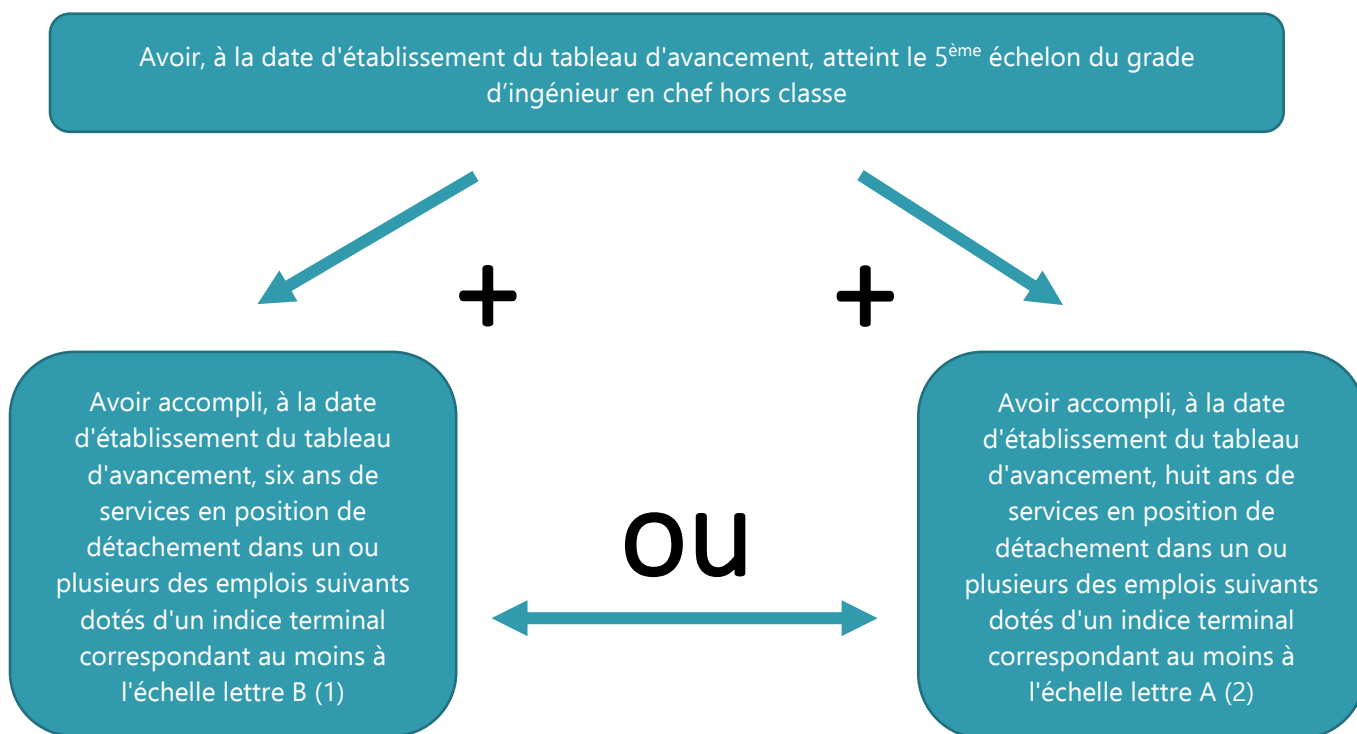 Avoir, à la date d'établissement du tableau d'avancement, atteint le 5ème échelon du grade
d’ingénieur en chef hors classe
+
+
Avoir accompli, à la date
d'établissement du tableau
d'avancement, six ans de
services en position de
détachement dans un ou
plusieurs des emplois suivants
dotés d'un indice terminal
correspondant au moins à
l'échelle lettre B (1)
ou
Avoir accompli, à la date
d'établissement du tableau
d'avancement, huit ans de
services en position de
détachement dans un ou
plusieurs des emplois suivants
dotés d'un indice terminal
correspondant au moins à
l'échelle lettre A (2)